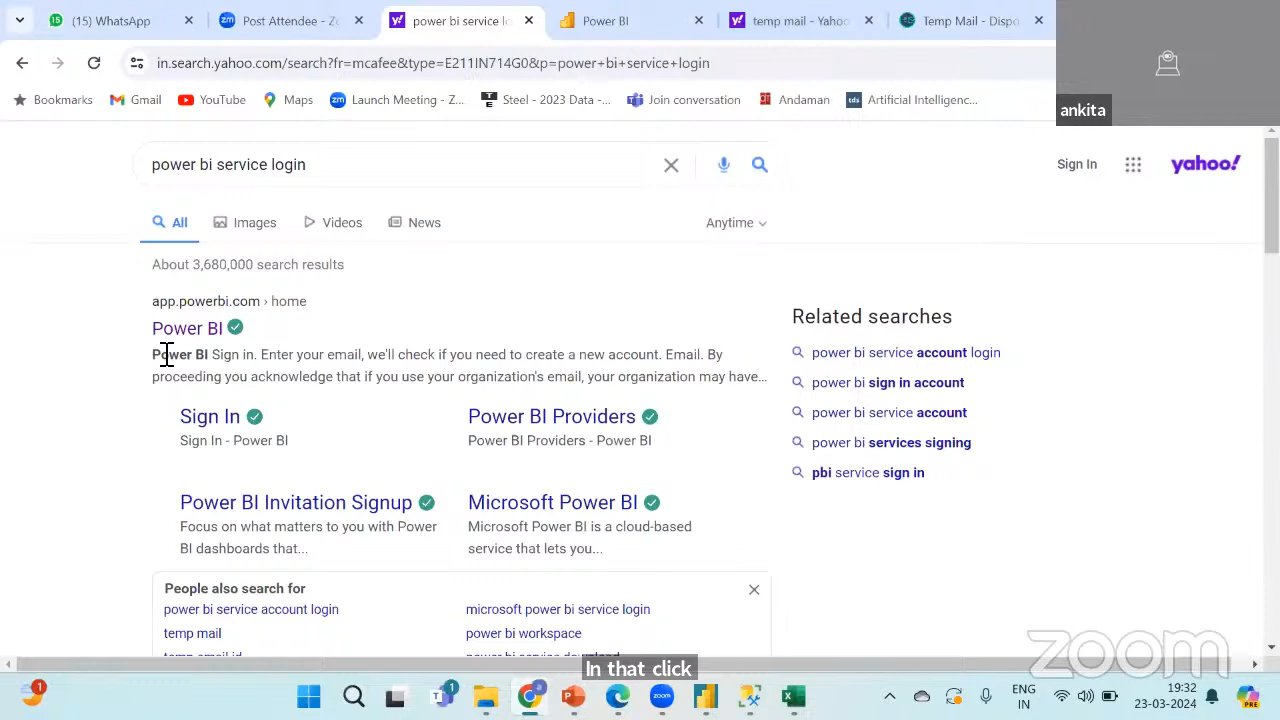 (15) WhatsApp
Post Attendee - Z
power bi service l
Power BI
temp mail - Yahoo
Temp Mail - Dispo
in.search.yahoo.com/search?fr=mcafee&type=E211IN714G0&p=power+bi+service+login
Bookmarks
Gmail
YouTube
Maps
Launch Meeting - Z...
Steel - 2023 Data -...
Join conversation
Andaman
Artificial Intelligenc...
ankita
power bi service login
Sign In
yahoo!
All
Images
Videos
News
Anytime
About 3,680,000 search results
app.powerbi.com › home
Power BI
Power BI Sign in. Enter your email, we'll check if you need to create a new account. Email. By
proceeding you acknowledge that if you use your organization's email, your organization may have...
Sign In
Sign In - Power BI
Power BI Providers
Power BI Providers - Power BI
Power BI Invitation Signup
Focus on what matters to you with Power
BI dashboards that...
Microsoft Power BI
Microsoft Power BI is a cloud-based
service that lets you...
Related searches
power bi service account login
power bi sign in account
power bi service account
power bi services signing
pbi service sign in
People also search for
power bi service account login
microsoft power bi service login
temp mail
power bi workspace
In that click
zoom
ENG
IN
19:32
23-03-2024